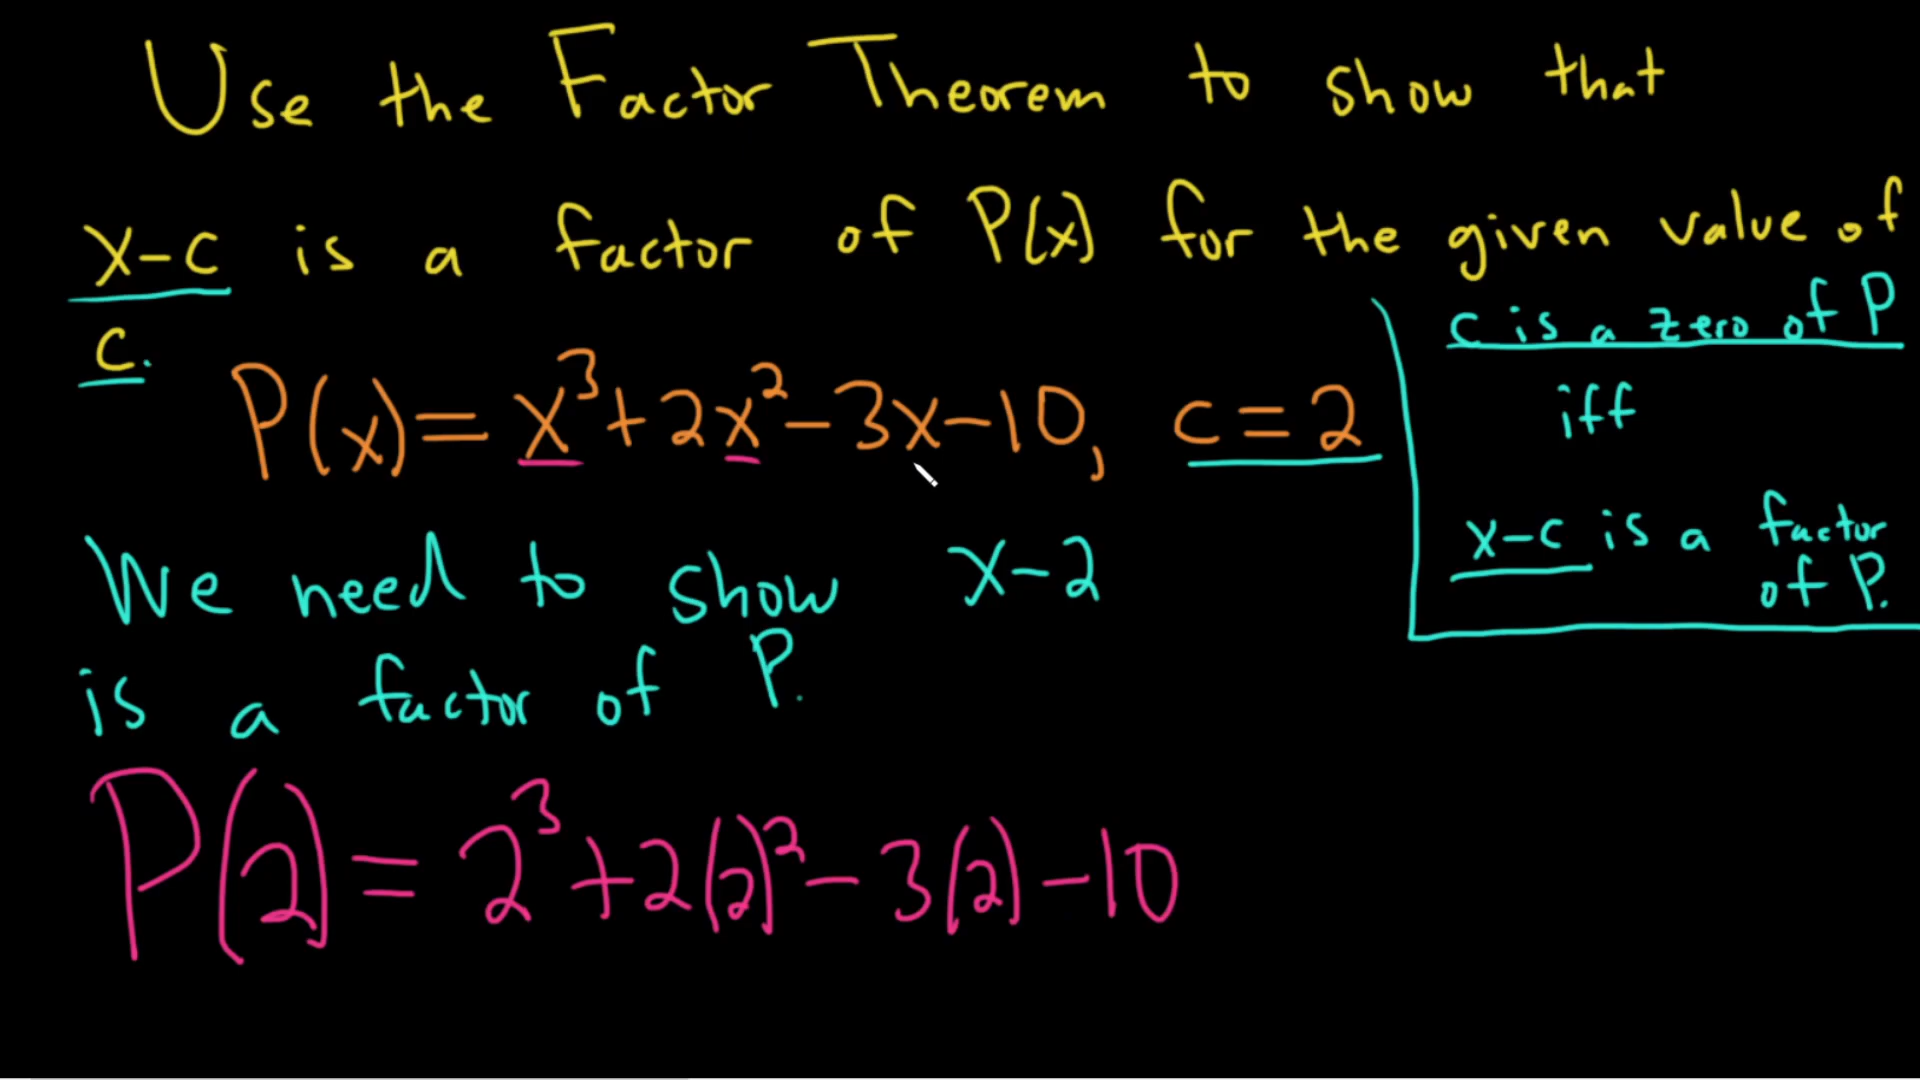 Use the Factor Theorem to show that
x-c is a factor of P(x) for the given value of
c.
P(x) = x³+2x²-3x-10, c=2
c is a zero of P
iff
x-c is a factor
of P.
We need to show x-2
is a factor of P.
P(2) = 2³+2(2)²-3(2)-10